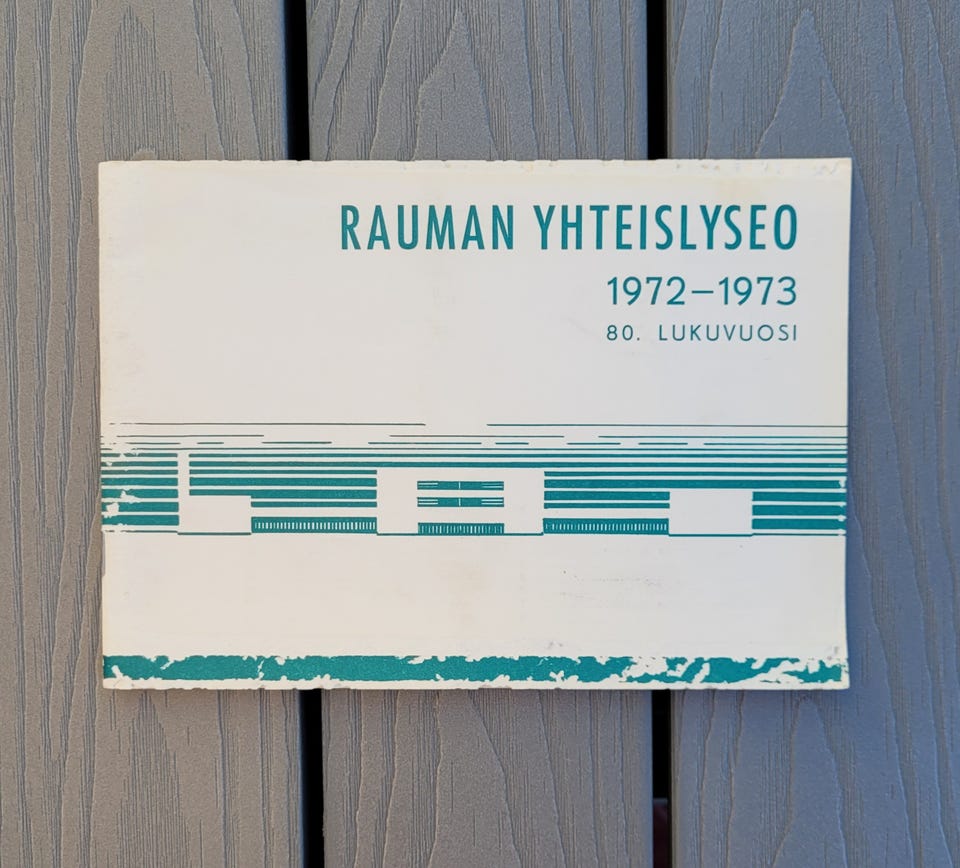 RAUMAN YHTEISLYSEO
1972–1973
80. LUKUVUOSI